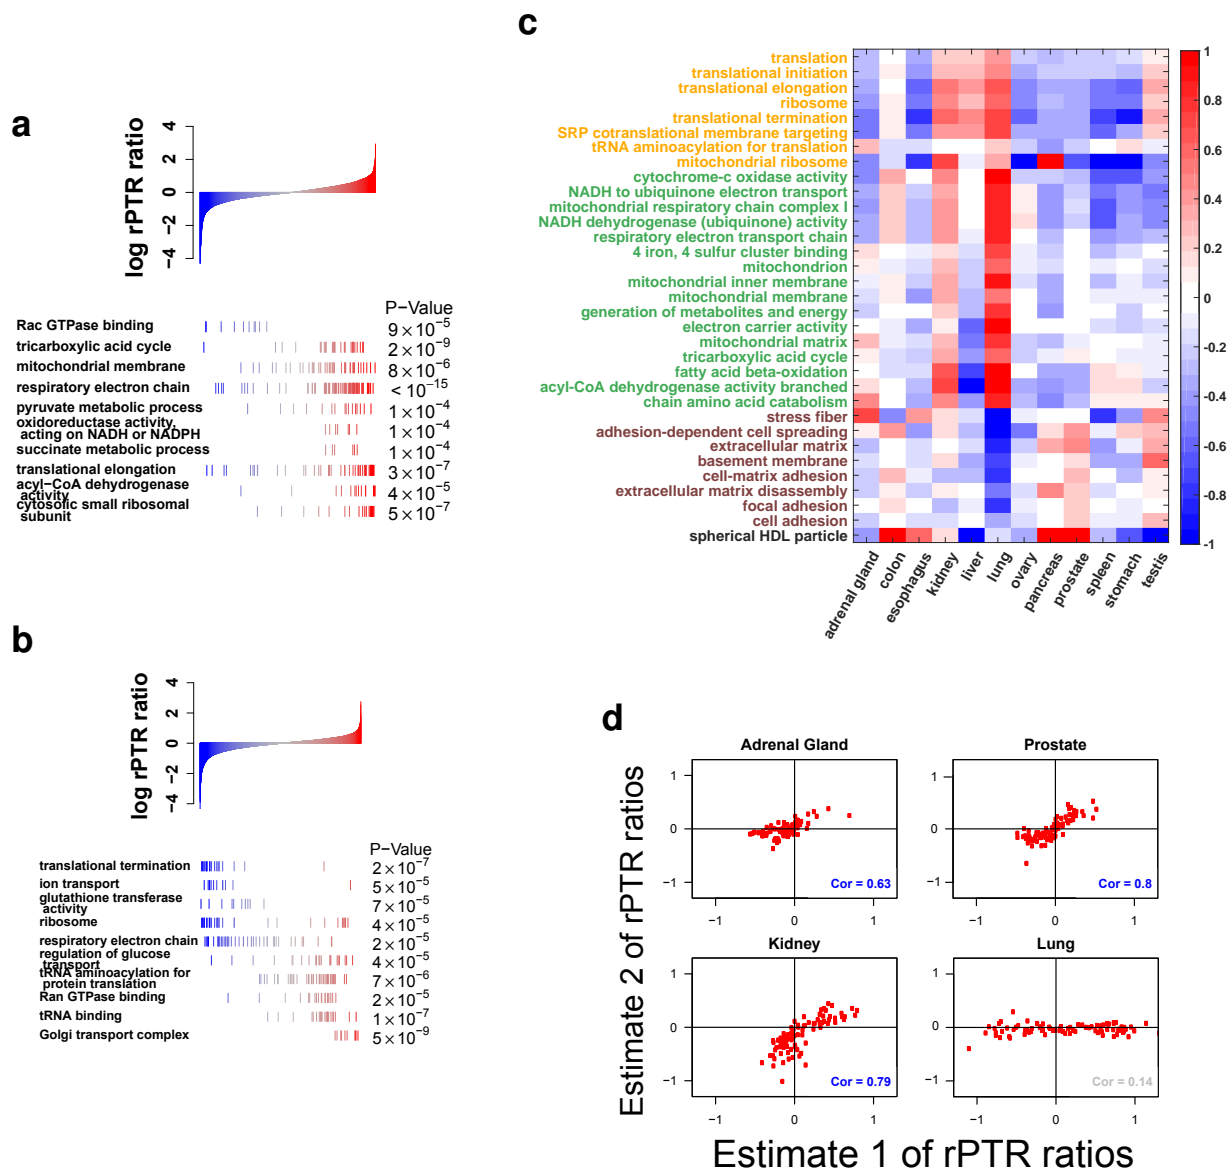 a
log rPTR ratio
4
2
0
−2
−4
P−Value
Rac GTPase binding 9×10⁻⁵
tricarboxylic acid cycle 2×10⁻⁹
mitochondrial membrane 8×10⁻⁶
respiratory electron chain < 10⁻¹⁵
pyruvate metabolic process 1×10⁻⁴
oxidoreductase activity,
acting on NADH or NADPH 1×10⁻⁴
succinate metabolic process 1×10⁻⁴
translational elongation 3×10⁻⁷
acyl−CoA dehydrogenase
activity 4×10⁻⁵
cytosolic small ribosomal
subunit 5×10⁻⁷
b
log rPTR ratio
4
2
0
−2
−4
P−Value
translational termination 2×10⁻⁷
ion transport 5×10⁻⁵
glutathione transferase
activity 7×10⁻⁵
ribosome 4×10⁻⁵
respiratory electron chain 2×10⁻⁵
regulation of glucose
transport 4×10⁻⁵
tRNA aminoacylation for
protein translation 7×10⁻⁶
Ran GTPase binding 2×10⁻⁵
tRNA binding 1×10⁻⁷
Golgi transport complex 5×10⁻⁹
c
translation
translational initiation
translational elongation
ribosome
translational termination
SRP cotranslational membrane targeting
tRNA aminoacylation for translation
mitochondrial ribosome
cytochrome-c oxidase activity
NADH to ubiquinone electron transport
mitochondrial respiratory chain complex I
NADH dehydrogenase (ubiquinone) activity
respiratory electron transport chain
4 iron, 4 sulfur cluster binding
mitochondrion
mitochondrial inner membrane
mitochondrial membrane
generation of metabolites and energy
electron carrier activity
mitochondrial matrix
tricarboxylic acid cycle
fatty acid beta-oxidation
acyl-CoA dehydrogenase activity branched
chain amino acid catabolism
stress fiber
adhesion-dependent cell spreading
extracellular matrix
basement membrane
cell-matrix adhesion
extracellular matrix disassembly
focal adhesion
cell adhesion
spherical HDL particle
adrenal gland
colon
esophagus
kidney
liver
lung
ovary
pancreas
prostate
spleen
stomach
testis
1
0.8
0.6
0.4
0.2
0
-0.2
-0.4
-0.6
-0.8
-1
d
Estimate 2 of rPTR ratios
Adrenal Gland
1
0
−1
Cor = 0.63
−1 0 1
Prostate
1
0
−1
Cor = 0.8
−1 0 1
Kidney
1
0
−1
Cor = 0.79
−1 0 1
Lung
1
0
−1
Cor = 0.14
−1 0 1
Estimate 1 of rPTR ratios